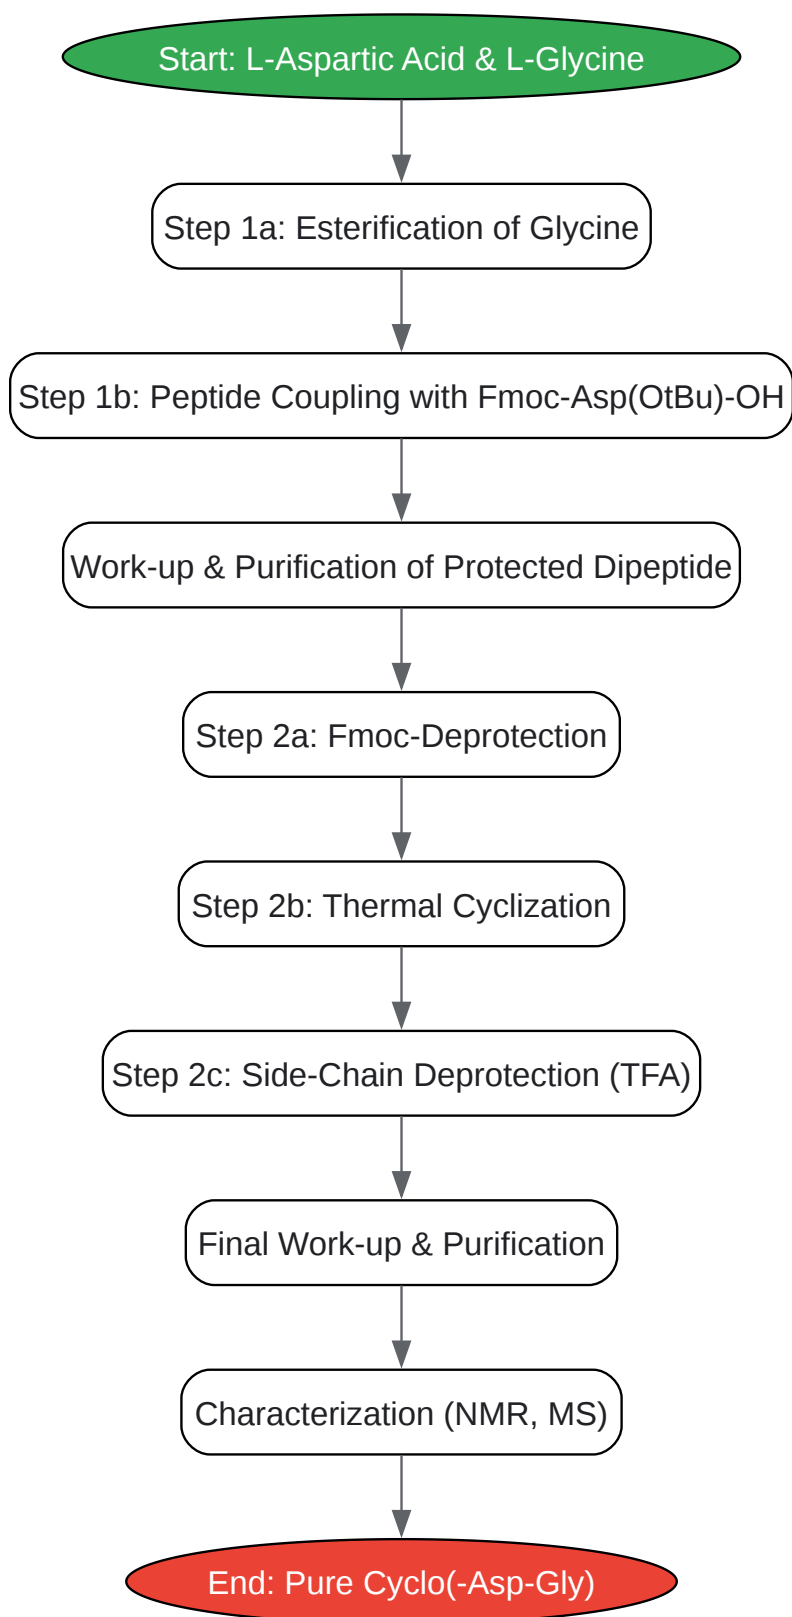 Start: L-Aspartic Acid & L-Glycine
Step 1a: Esterification of Glycine
Step 1b: Peptide Coupling with Fmoc-Asp(OtBu)-OH
Work-up & Purification of Protected Dipeptide
Step 2a: Fmoc-Deprotection
Step 2b: Thermal Cyclization
Step 2c: Side-Chain Deprotection (TFA)
Final Work-up & Purification
Characterization (NMR, MS)
End: Pure Cyclo(-Asp-Gly)